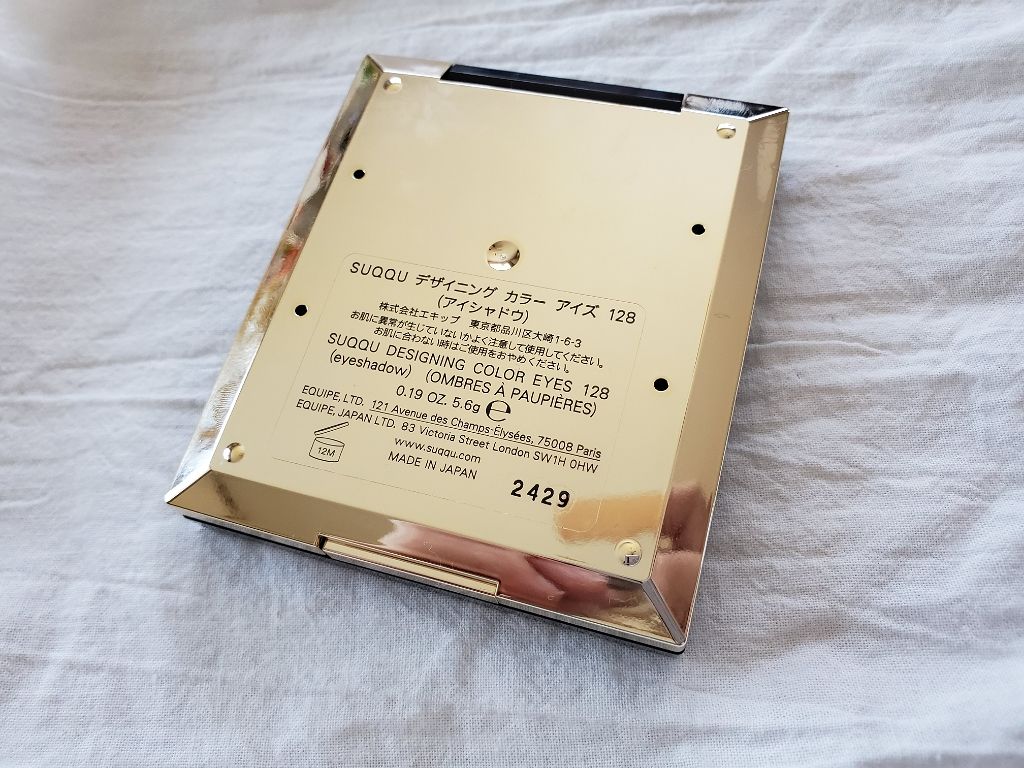 SUQQU デザイニング カラー アイズ 128
(アイシャドウ)
株式会社エキップ 東京都品川区大崎1-6-3
お肌に異常が生じていないかよく注意して使用してください。
お肌に合わない時はご使用をおやめください。
SUQQU DESIGNING COLOR EYES 128
(eyeshadow) (OMBRES À PAUPIÈRES)
0.19 OZ. 5.6g ℮
EQUIPE, LTD. 121 Avenue des Champs-Élysées, 75008 Paris
EQUIPE, JAPAN LTD. 83 Victoria Street London SW1H 0HW
www.suqqu.com
12M
MADE IN JAPAN
2429